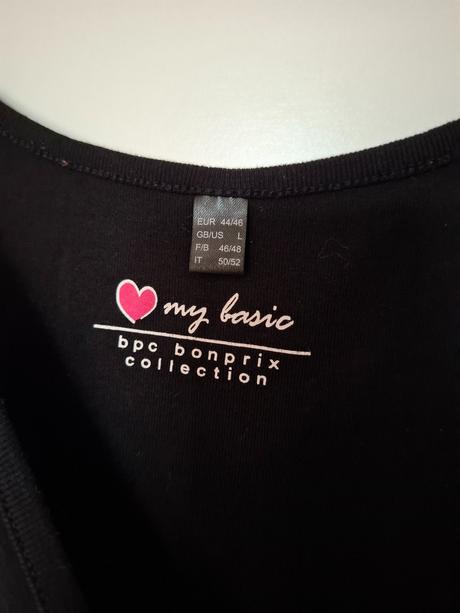 EUR 44/46
GB/US L
F/B 46/48
IT 50/52
my basic
bpc bonprix
collection